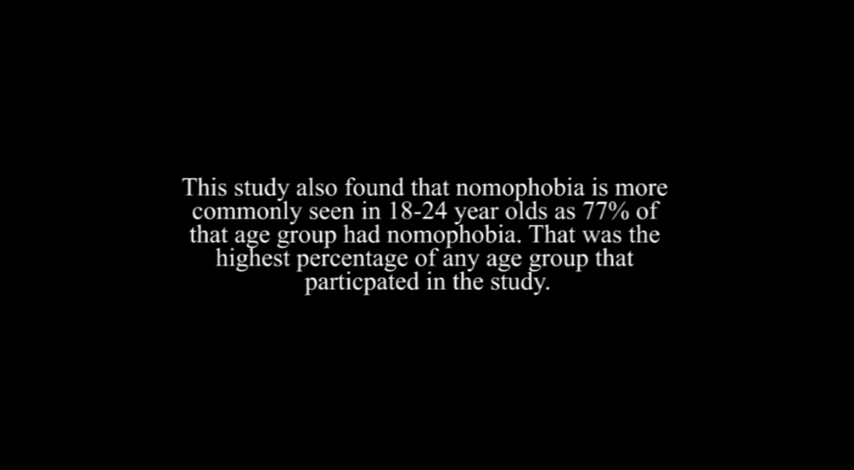 This study also found that nomophobia is more
commonly seen in 18-24 year olds as 77% of
that age group had nomophobia. That was the
highest percentage of any age group that
particpated in the study.